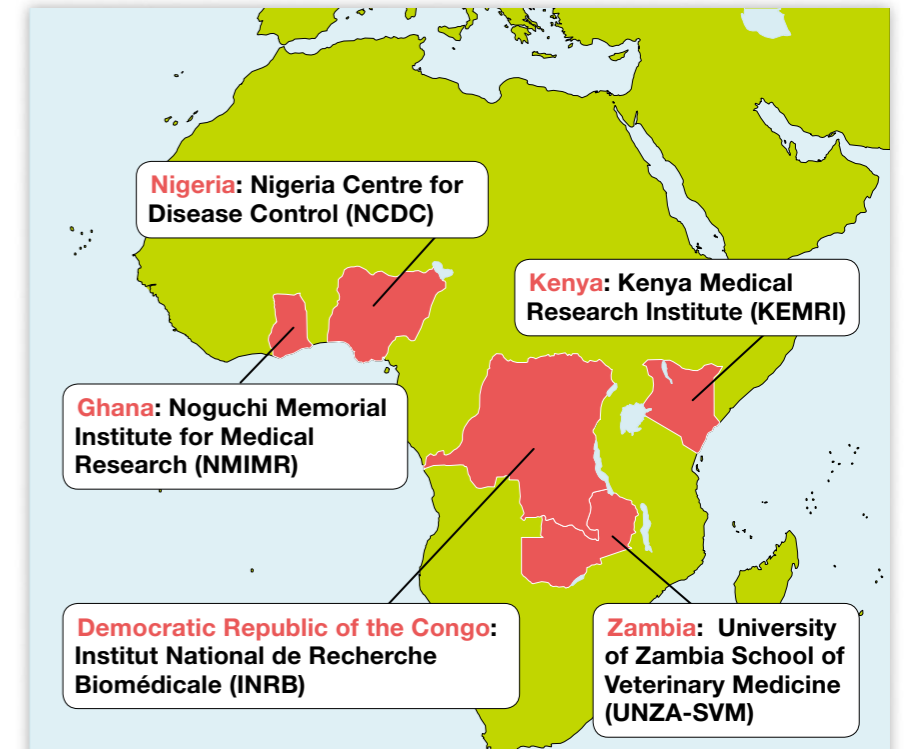 Nigeria: Nigeria Centre for
Disease Control (NCDC)
Kenya: Kenya Medical
Research Institute (KEMRI)
Ghana: Noguchi Memorial
Institute for Medical
Research (NMIMR)
Democratic Republic of the Congo:
Institut National de Recherche
Biomédicale (INRB)
Zambia: University
of Zambia School of
Veterinary Medicine
(UNZA-SVM)